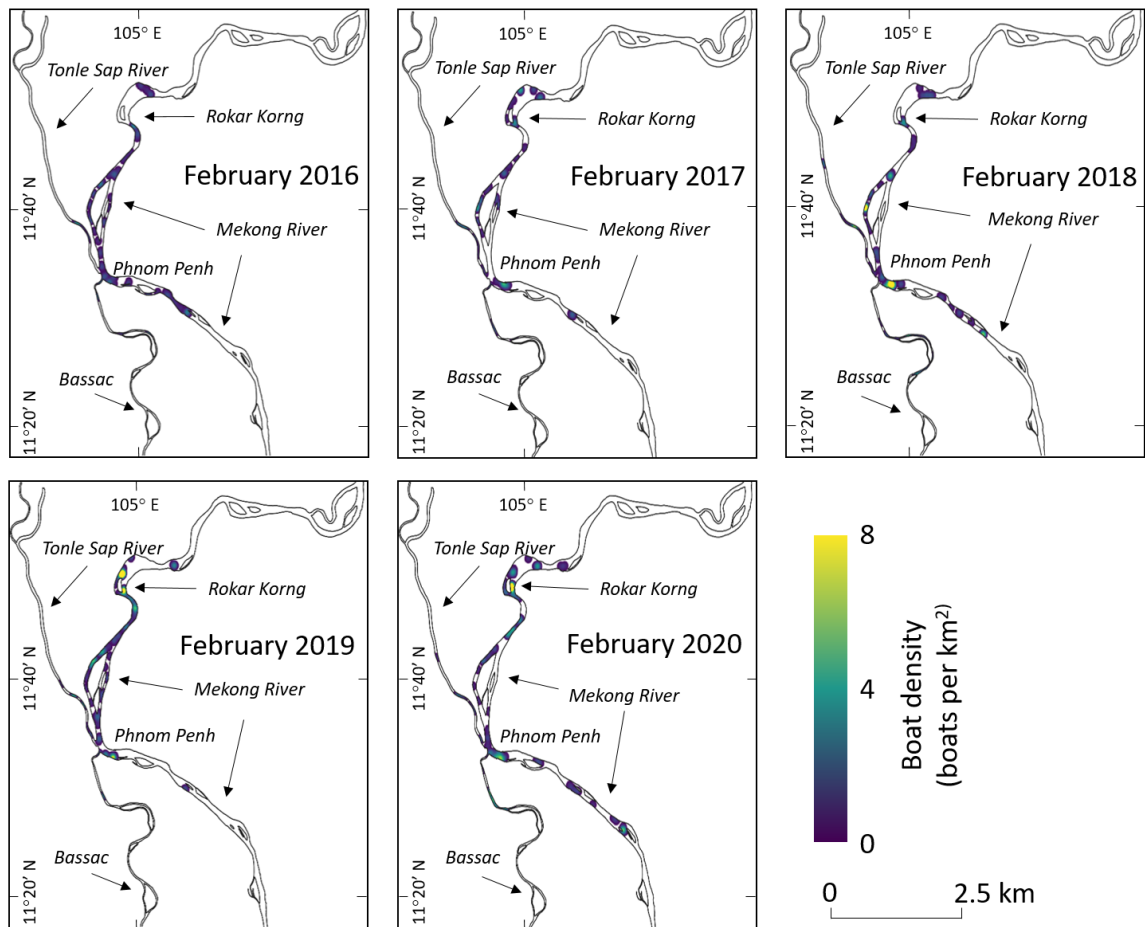 105° E
Tonle Sap River
Rokar Korng
February 2016
11°40' N
Mekong River
Phnom Penh
Bassac
11°20' N
105° E
Tonle Sap River
Rokar Korng
February 2017
11°40' N
Mekong River
Phnom Penh
Bassac
11°20' N
105° E
Tonle Sap River
Rokar Korng
February 2018
11°40' N
Mekong River
Phnom Penh
Bassac
11°20' N
105° E
Tonle Sap River
Rokar Korng
February 2019
11°40' N
Mekong River
Phnom Penh
Bassac
11°20' N
105° E
Tonle Sap River
Rokar Korng
February 2020
11°40' N
Mekong River
Phnom Penh
Bassac
11°20' N
8
4
0
Boat density
(boats per km²)
0 2.5 km